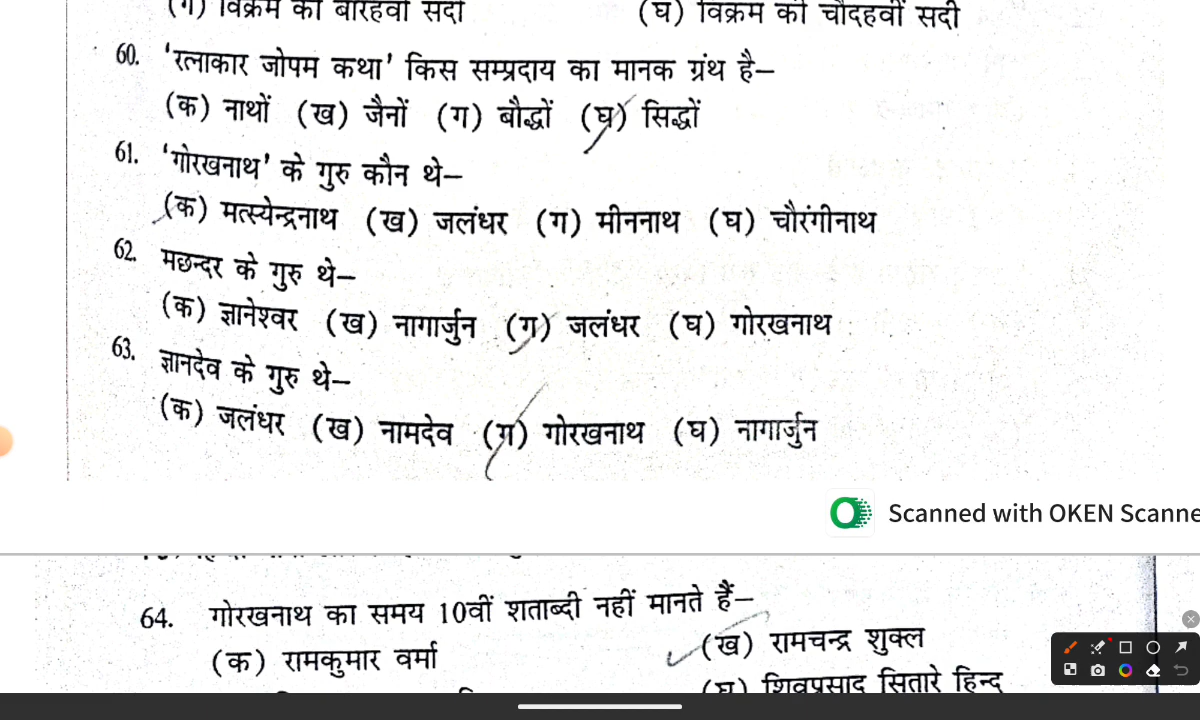 (ग) विक्रम की बारहवीं सदी (घ) विक्रम की चौदहवीं सदी
60. 'रत्नाकार जोपम कथा' किस सम्प्रदाय का मानक ग्रंथ है–
(क) नाथों (ख) जैनों (ग) बौद्धों (घ) सिद्धों
61. 'गोरखनाथ' के गुरु कौन थे–
(क) मत्स्येन्द्रनाथ (ख) जलंधर (ग) मीननाथ (घ) चौरंगीनाथ
62. मछन्दर के गुरु थे–
(क) ज्ञानेश्वर (ख) नागार्जुन (ग) जलंधर (घ) गोरखनाथ
63. ज्ञानदेव के गुरु थे–
(क) जलंधर (ख) नामदेव (ग) गोरखनाथ (घ) नागार्जुन
Scanned with OKEN Scanne
64. गोरखनाथ का समय 10वीं शताब्दी नहीं मानते हैं–
(क) रामकुमार वर्मा (ख) रामचन्द्र शुक्ल
(घ) शिवप्रसाद सितारे हिन्द